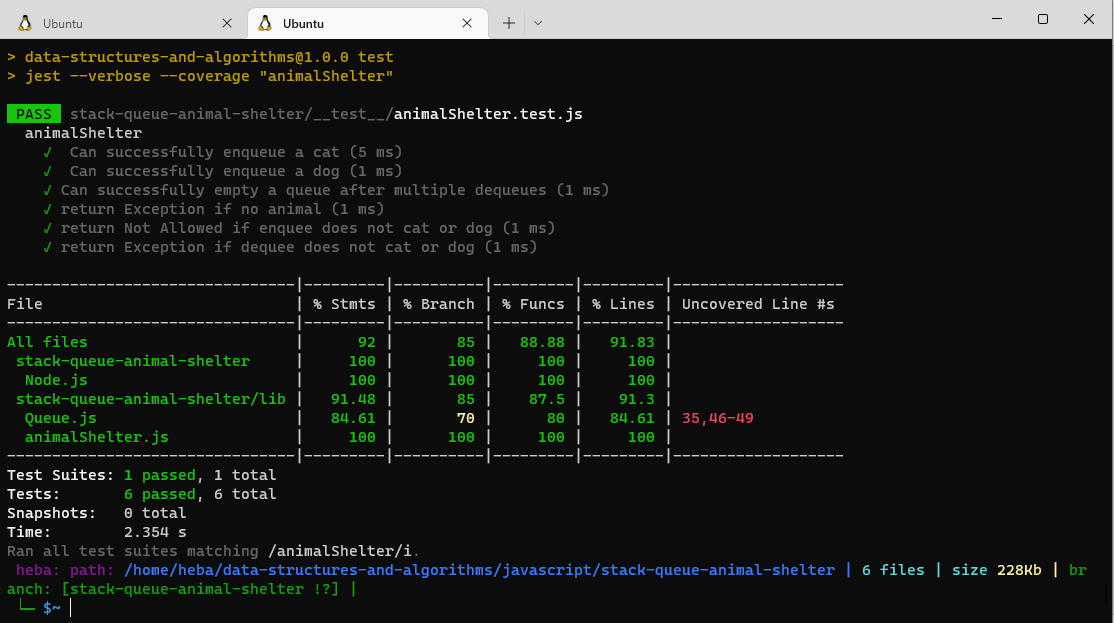 Ubuntu
Ubuntu
> data-structures-and-algorithms@1.0.0 test
> jest --verbose --coverage "animalShelter"
PASS stack-queue-animal-shelter/__test__/animalShelter.test.js
animalShelter
√  Can successfully enqueue a cat (5 ms)
√  Can successfully enqueue a dog (1 ms)
√ Can successfully empty a queue after multiple dequeues (1 ms)
√ return Exception if no animal (1 ms)
√ return Not Allowed if enquee does not cat or dog (1 ms)
√ return Exception if dequee does not cat or dog (1 ms)
--------------------------------|---------|----------|---------|---------|-------------------
File                            | % Stmts | % Branch | % Funcs | % Lines | Uncovered Line #s
--------------------------------|---------|----------|---------|---------|-------------------
All files                       |      92 |       85 |   88.88 |   91.83 |
 stack-queue-animal-shelter     |     100 |      100 |     100 |     100 |
  Node.js                       |     100 |      100 |     100 |     100 |
 stack-queue-animal-shelter/lib |   91.48 |       85 |    87.5 |    91.3 |
  Queue.js                      |   84.61 |       70 |      80 |   84.61 | 35,46-49
  animalShelter.js              |     100 |      100 |     100 |     100 |
--------------------------------|---------|----------|---------|---------|-------------------
Test Suites: 1 passed, 1 total
Tests:       6 passed, 6 total
Snapshots:   0 total
Time:        2.354 s
Ran all test suites matching /animalShelter/i.
heba: path: /home/heba/data-structures-and-algorithms/javascript/stack-queue-animal-shelter | 6 files | size 228Kb | br
anch: [stack-queue-animal-shelter !?] |
└─ $~